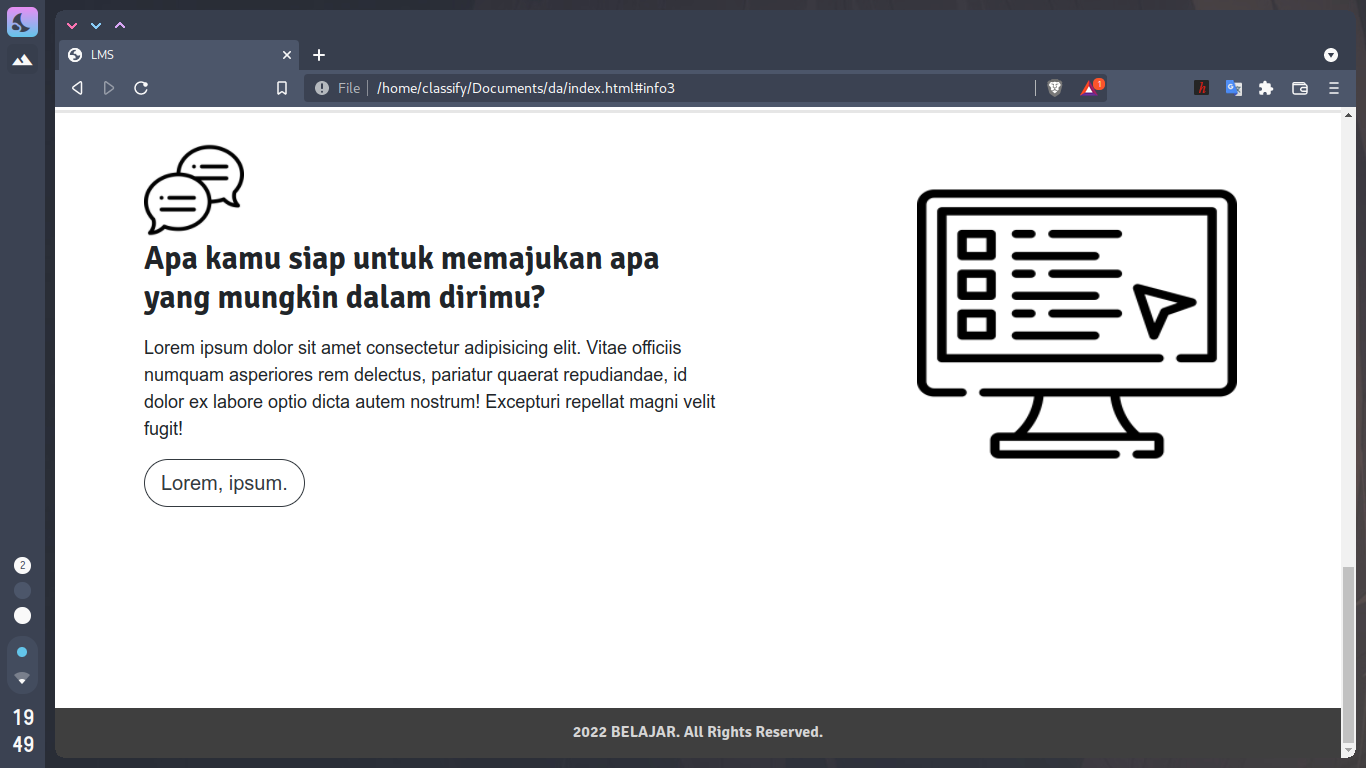 LMS
File
/home/classify/Documents/da/index.html#info3
1
Apa kamu siap untuk memajukan apa
yang mungkin dalam dirimu?
Lorem ipsum dolor sit amet consectetur adipisicing elit. Vitae officiis
numquam asperiores rem delectus, pariatur quaerat repudiandae, id
dolor ex labore optio dicta autem nostrum! Excepturi repellat magni velit
fugit!
Lorem, ipsum.
2
19
49
2022 BELAJAR. All Rights Reserved.